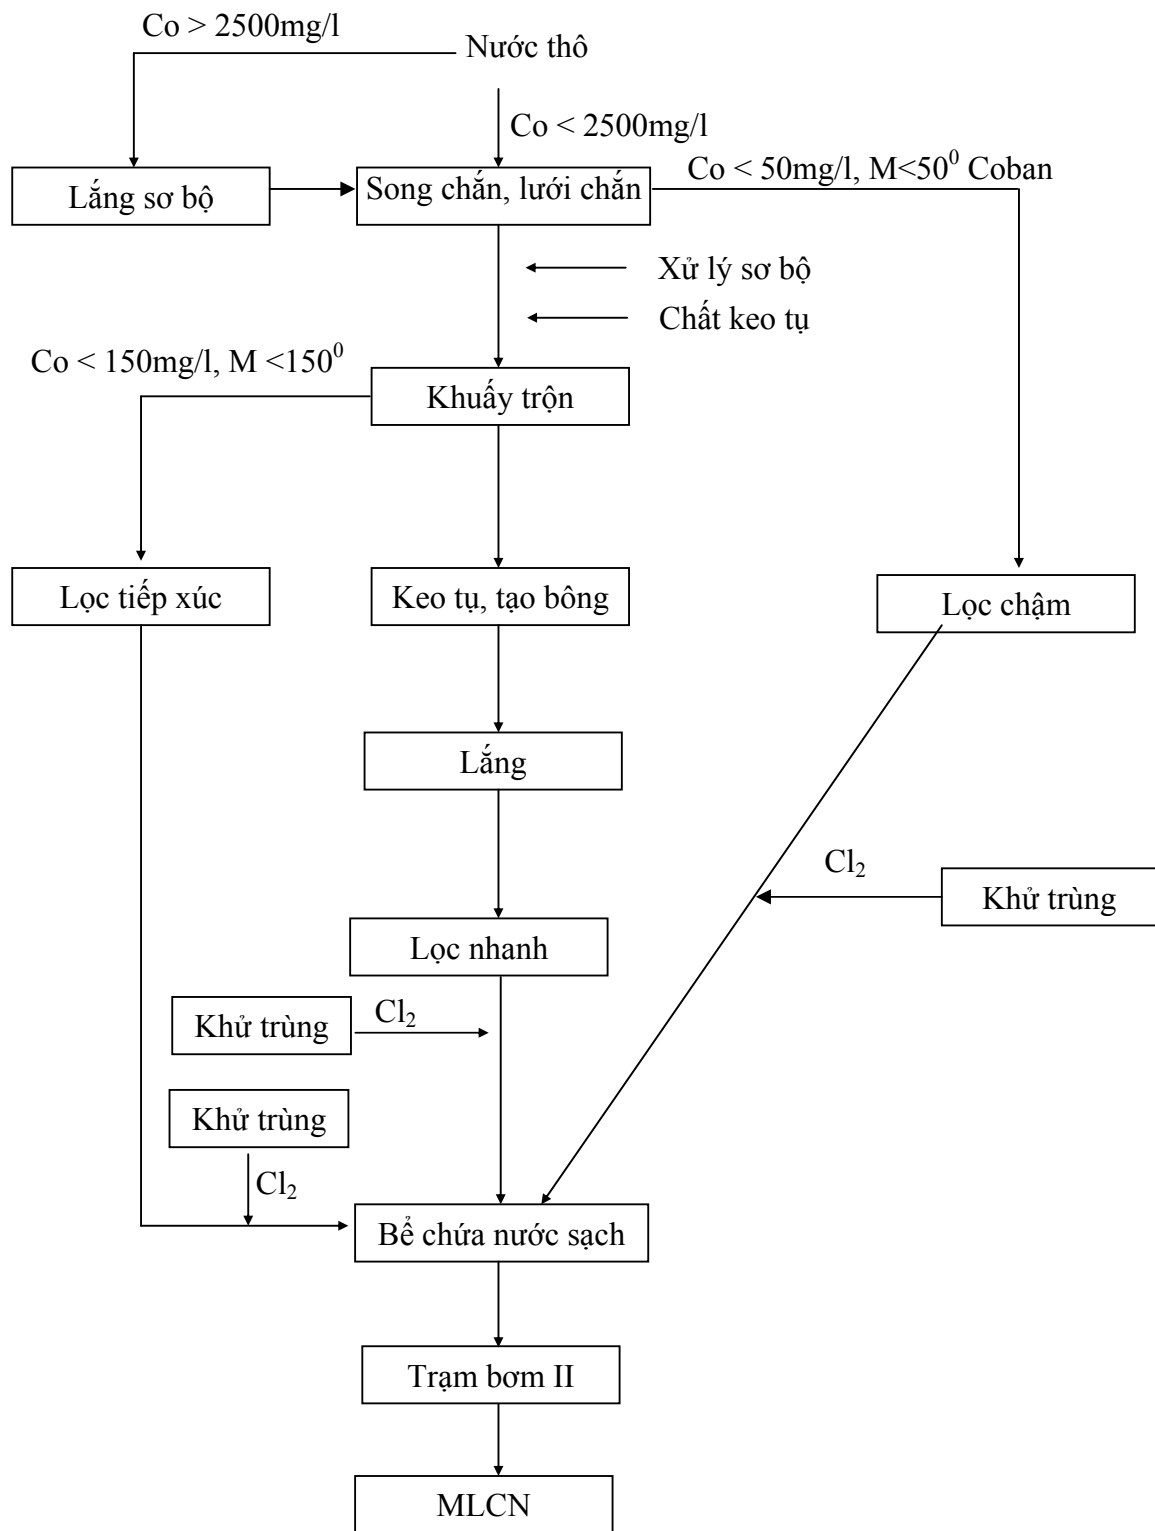 Co > 2500mg/l
Nước thô
Co < 2500mg/l
Co < 50mg/l, M<50⁰ Coban
Lắng sơ bộ
Song chắn, lưới chắn
Xử lý sơ bộ
Chất keo tụ
Co < 150mg/l, M <150⁰
Khuấy trộn
Lọc tiếp xúc
Keo tụ, tạo bông
Lọc chậm
Lắng
Cl₂
Khử trùng
Lọc nhanh
Khử trùng
Cl₂
Khử trùng
Cl₂
Bể chứa nước sạch
Trạm bơm II
MLCN